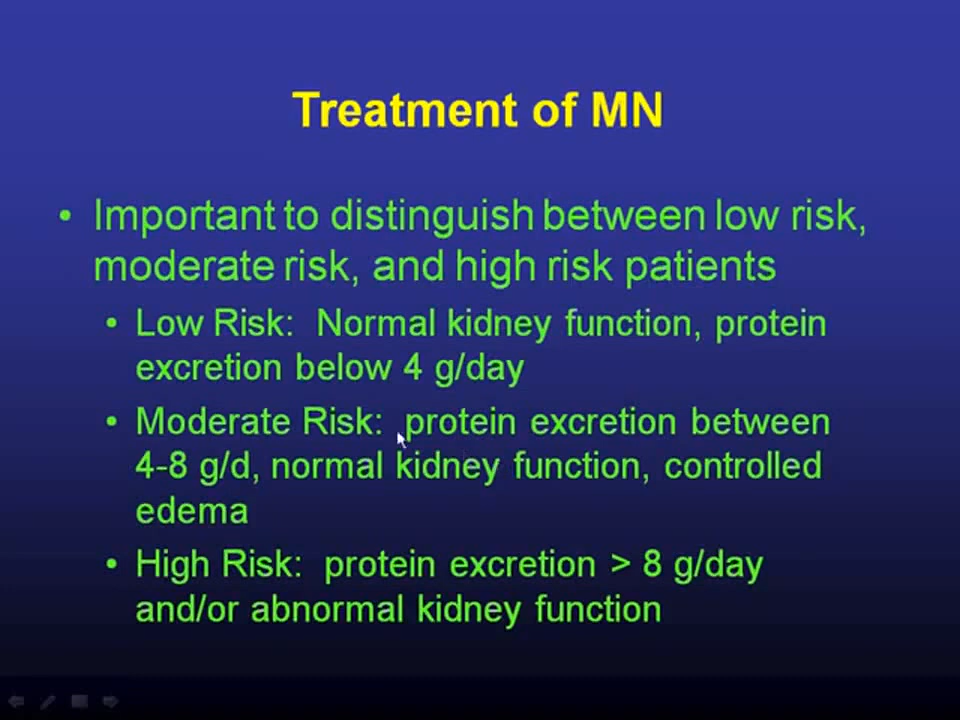 Treatment of MN
• Important to distinguish between low risk,
moderate risk, and high risk patients
• Low Risk: Normal kidney function, protein
excretion below 4 g/day
• Moderate Risk: protein excretion between
4-8 g/d, normal kidney function, controlled
edema
• High Risk: protein excretion > 8 g/day
and/or abnormal kidney function